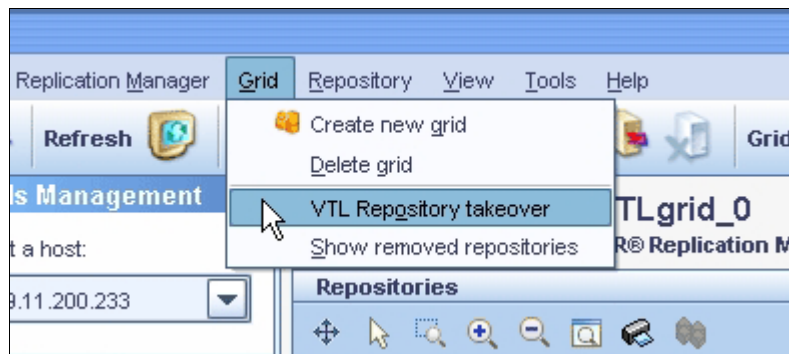 Replication Manager Grid Repository View Tools Help
Refresh
Create new grid
Grid
Delete grid
s Management
VTL Repository takeover
TLgrid_0
t a host:
Show removed repositories
R® Replication M
9.11.200.233
Repositories